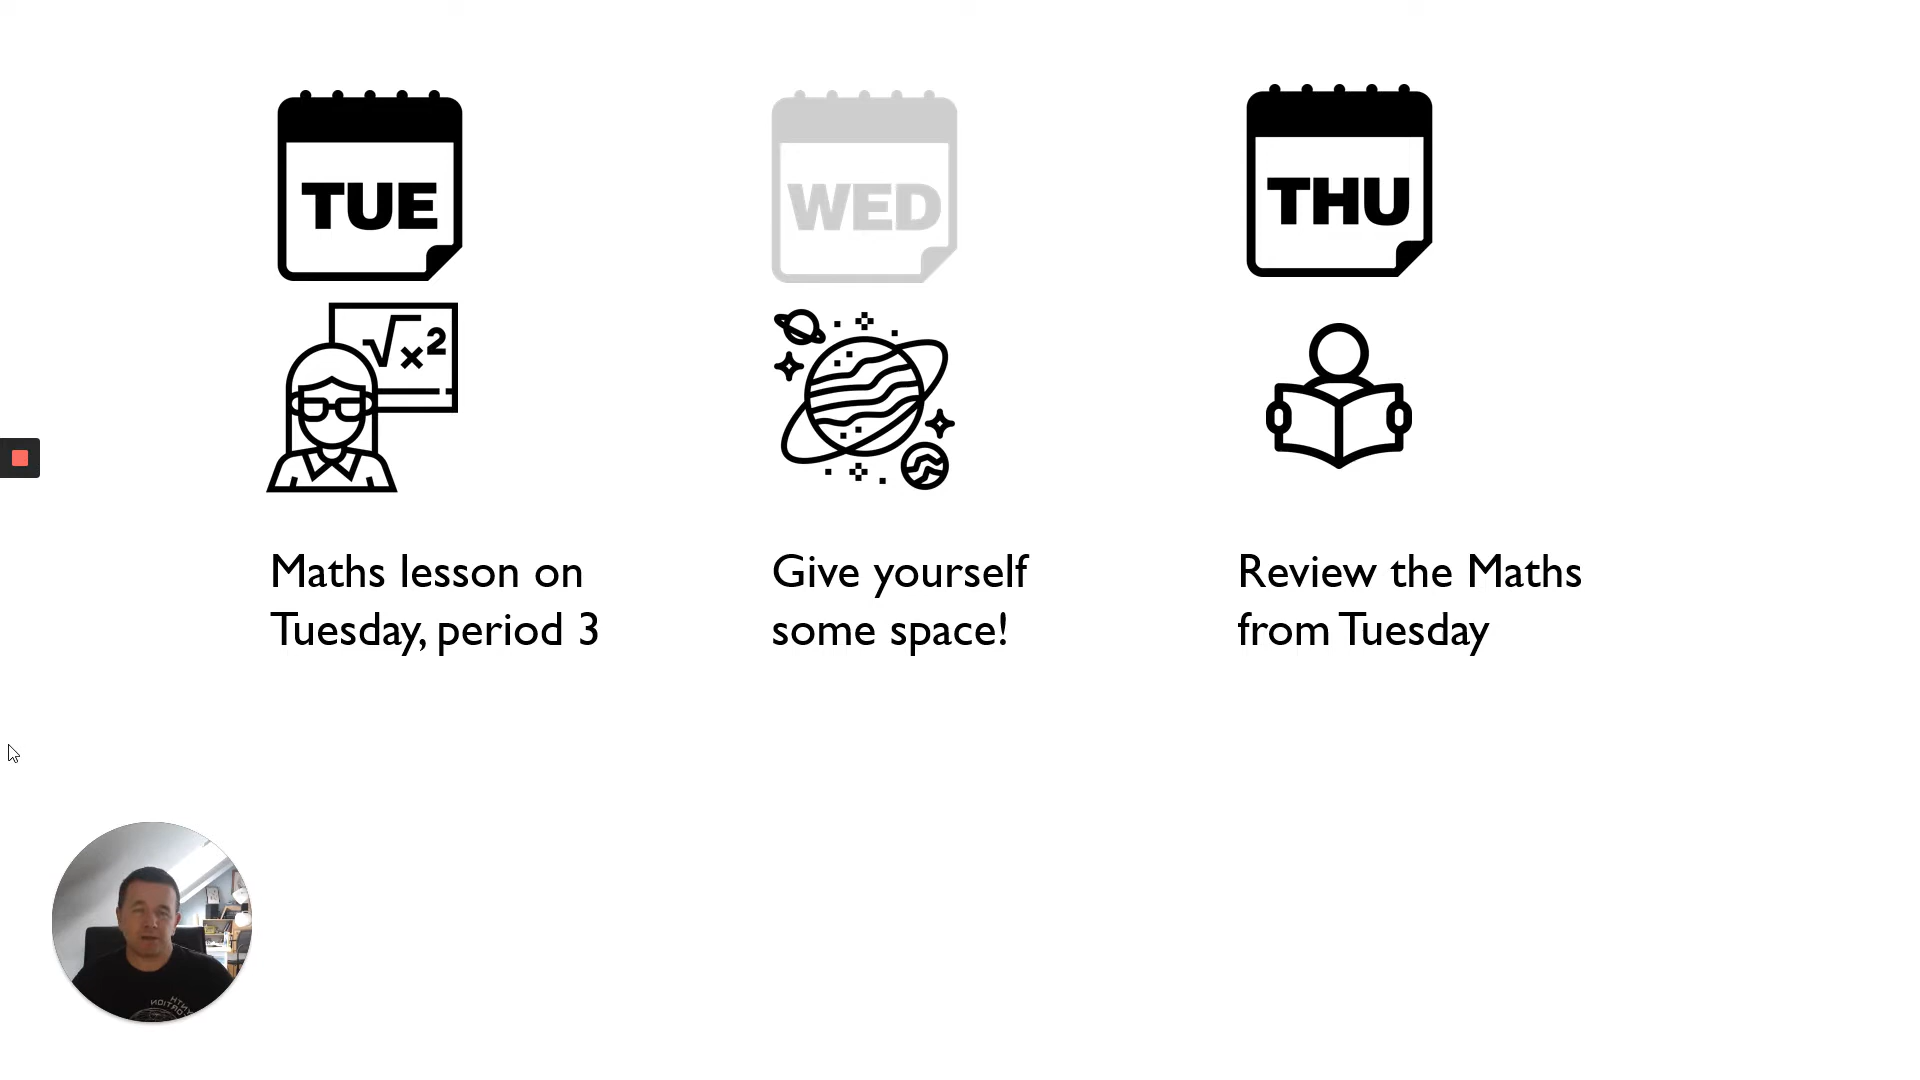 TUE
WED
THU
√x²
Maths lesson on
Tuesday, period 3
Give yourself
some space!
Review the Maths
from Tuesday